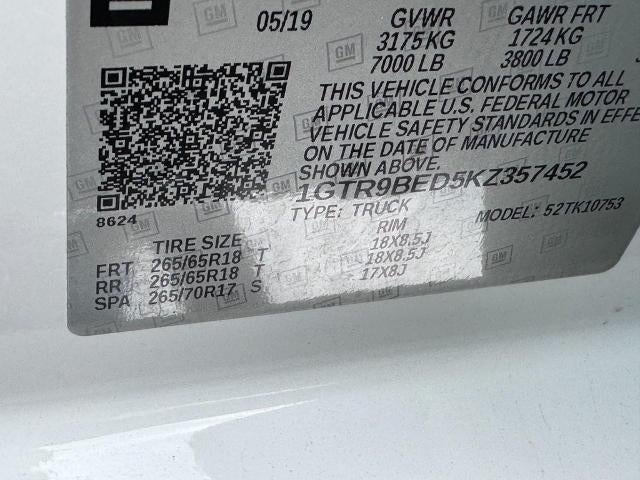 05/19 GVWR GAWR FRT
3175KG 1724 KG
7000 LB 3800 LB
THIS VEHICLE CONFORMS TO ALL
APPLICABLE U.S. FEDERAL MOTOR
VEHICLE SAFETY STANDARDS IN EFFE
ON THE DATE OF MANUFACTURE
SHOWN ABOVE.
1GTR9BED5KZ357452
8624
TYPE: TRUCK MODEL: 52TK10753
TIRE SIZE RIM
FRT 265/65R18 T 18X8.5J
RR 265/65R18 T 18X8.5J
SPA 265/70R17 S 17X8J